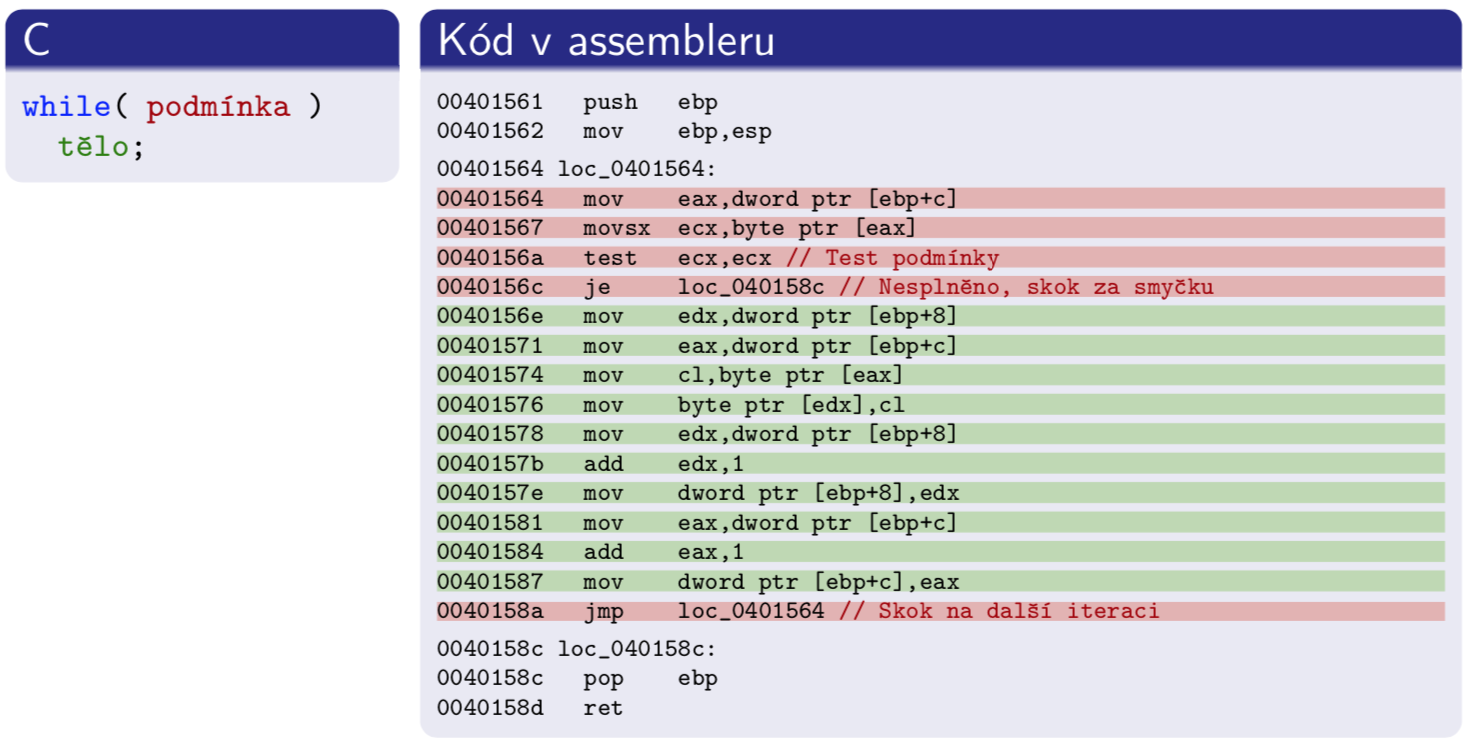 C
while( podmínka )
  tělo;
Kód v assembleru
00401561   push   ebp
00401562   mov    ebp,esp
00401564 loc_0401564:
00401564   mov    eax,dword ptr [ebp+c]
00401567   movsx  ecx,byte ptr [eax]
0040156a   test   ecx,ecx // Test podmínky
0040156c   je     loc_040158c // Nesplněno, skok za smyčku
0040156e   mov    edx,dword ptr [ebp+8]
00401571   mov    eax,dword ptr [ebp+c]
00401574   mov    cl,byte ptr [eax]
00401576   mov    byte ptr [edx],cl
00401578   mov    edx,dword ptr [ebp+8]
0040157b   add    edx,1
0040157e   mov    dword ptr [ebp+8],edx
00401581   mov    eax,dword ptr [ebp+c]
00401584   add    eax,1
00401587   mov    dword ptr [ebp+c],eax
0040158a   jmp    loc_0401564 // Skok na další iteraci
0040158c loc_040158c:
0040158c   pop    ebp
0040158d   ret